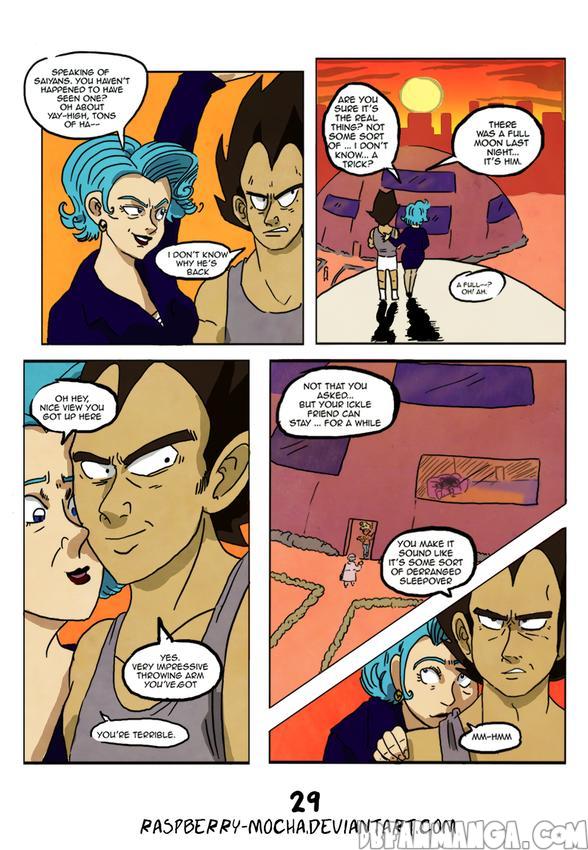 SPEAKING OF
SAIYANS. YOU HAVEN'T
HAPPENED TO HAVE
SEEN ONE?
OH ABOUT
YAY-HIGH, TONS
OF HA--
I DON'T KNOW
WHY HE'S
BACK
ARE YOU
SURE IT'S
THE REAL
THING? NOT
SOME SORT
OF ... I DON'T
KNOW... A
TRICK?
THERE
WAS A FULL
MOON LAST
NIGHT...
IT'S HIM.
A FULL--?
OH! AH.
OH HEY,
NICE VIEW YOU
GOT UP HERE
YES.
VERY IMPRESSIVE
THROWING ARM
YOU'VE GOT
YOU'RE TERRIBLE.
NOT THAT YOU
ASKED...
BUT YOUR ICKLE
FRIEND CAN
STAY ... FOR A WHILE
YOU MAKE IT
SOUND LIKE
IT'S SOME SORT
OF DERRANGED
SLEEPOVER
MM-HMM
29
RASPBERRY-MOCHA.DEVIANTART.COM
DBFANMANGA.COM